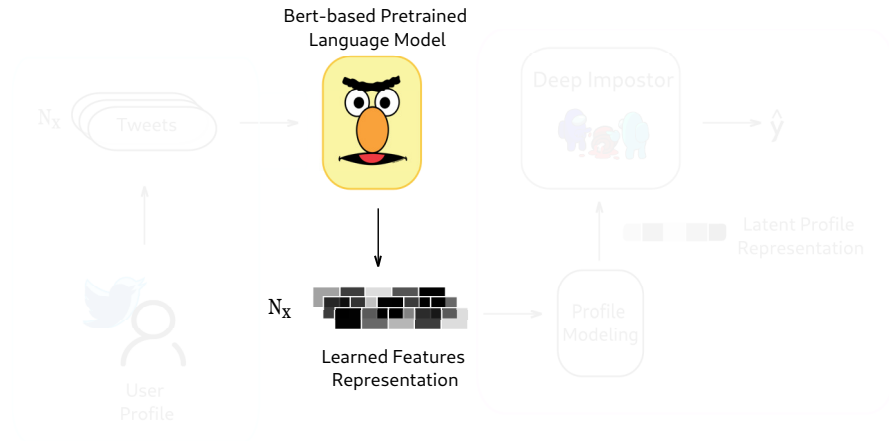 Bert-based Pretrained
Language Model
Nx
Tweets
Deep Impostor
ŷ
Latent Profile
Representation
Nx
Profile
Modeling
Learned Features
Representation
User
Profile